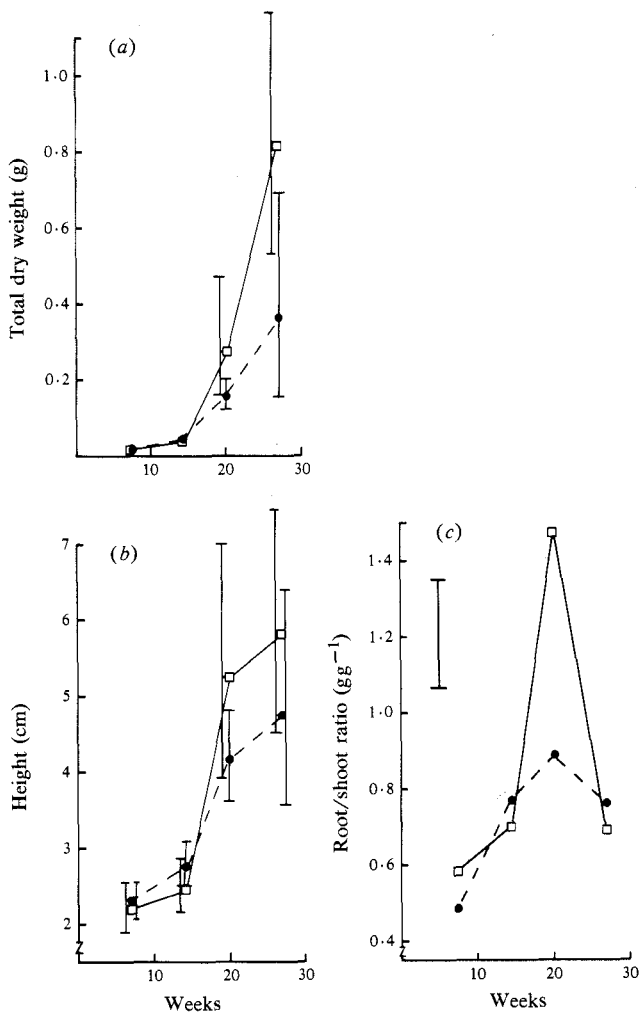 (a)
1·0
0·8
0·6
0·4
0·2
Total dry weight (g)
10 20 30
(b)
7
6
5
4
3
2
Height (cm)
10 20 30
Weeks
(c)
1·4
1·2
1·0
0·8
0·6
0·4
Root/shoot ratio (gg−1)
10 20 30
Weeks